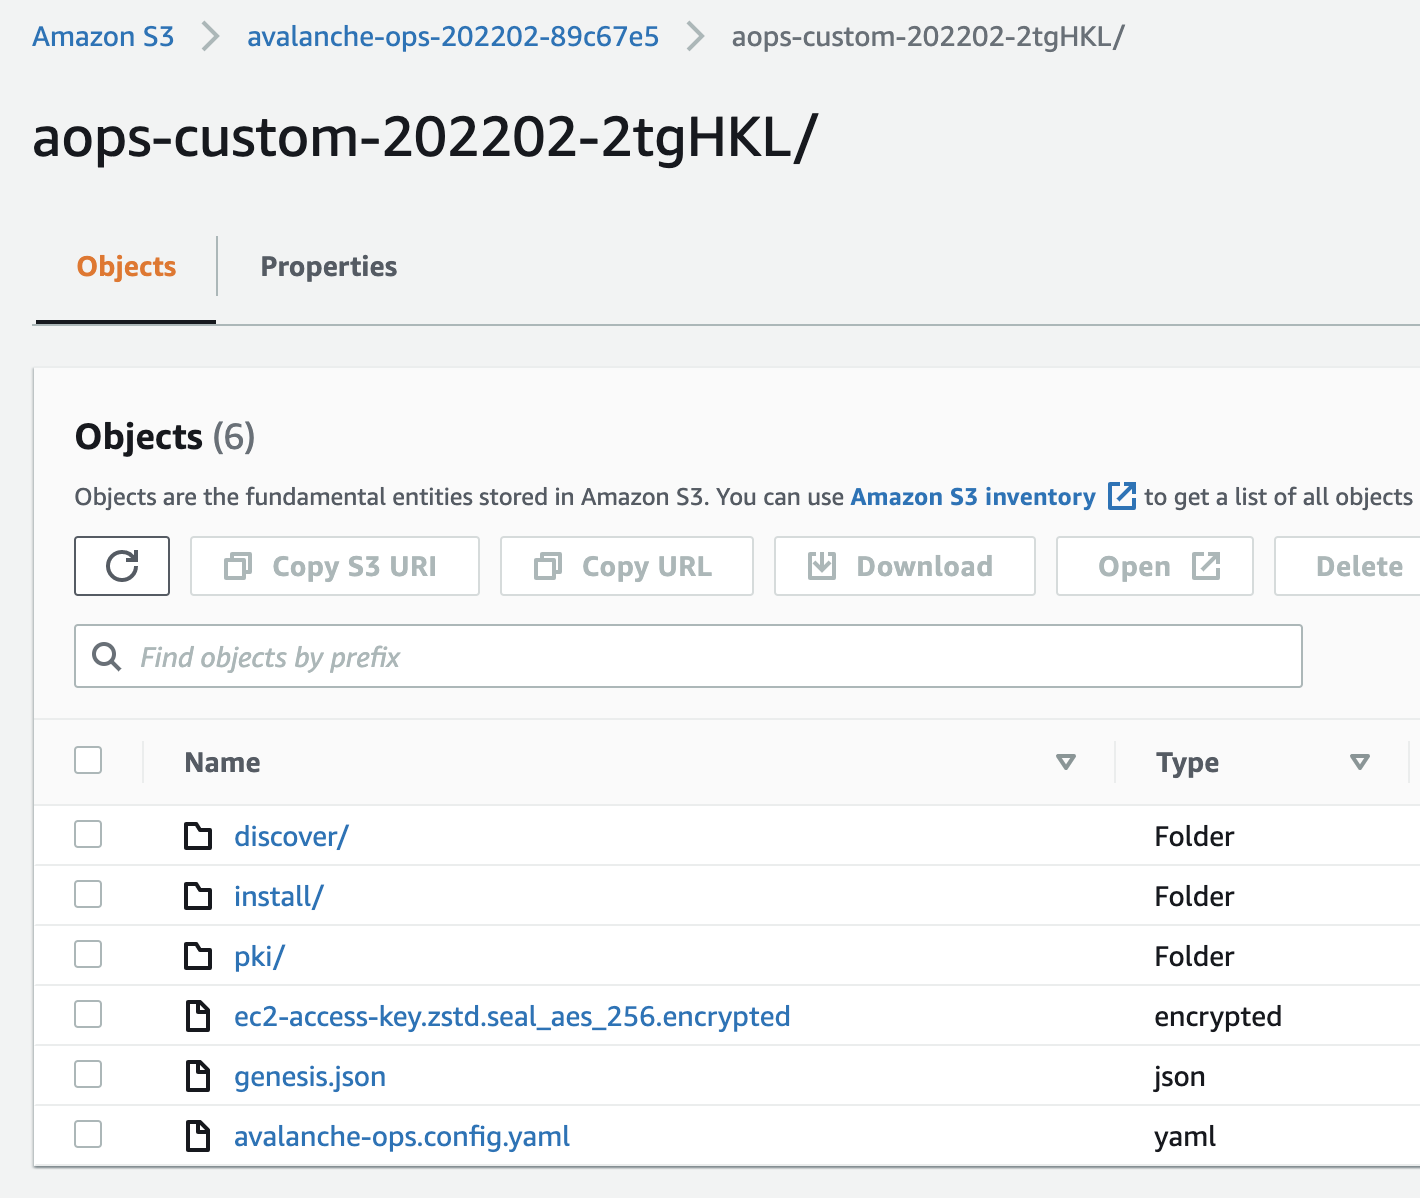 Amazon S3 > avalanche-ops-202202-89c67e5 > aops-custom-202202-2tgHKL/
aops-custom-202202-2tgHKL/
Objects Properties
Objects (6)
Objects are the fundamental entities stored in Amazon S3. You can use Amazon S3 inventory to get a list of all objects
Copy S3 URI Copy URL Download Open Delete
Find objects by prefix
Name Type
discover/ Folder
install/ Folder
pki/ Folder
ec2-access-key.zstd.seal_aes_256.encrypted encrypted
genesis.json json
avalanche-ops.config.yaml yaml